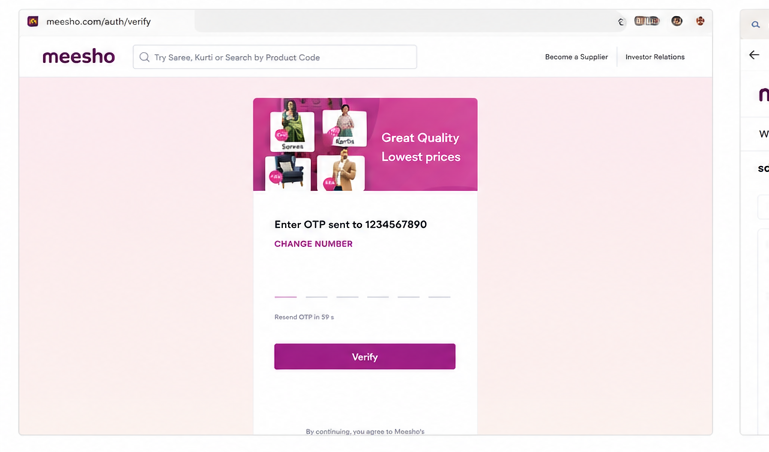 meesho.com/auth/verify
meesho
Try Saree, Kurti or Search by Product Code
Become a Supplier
Investor Relations
Sarees
Kurtis
Great Quality
Lowest prices
Enter OTP sent to 1234567890
CHANGE NUMBER
Resend OTP in 59 s
Verify
By continuing, you agree to Meesho's